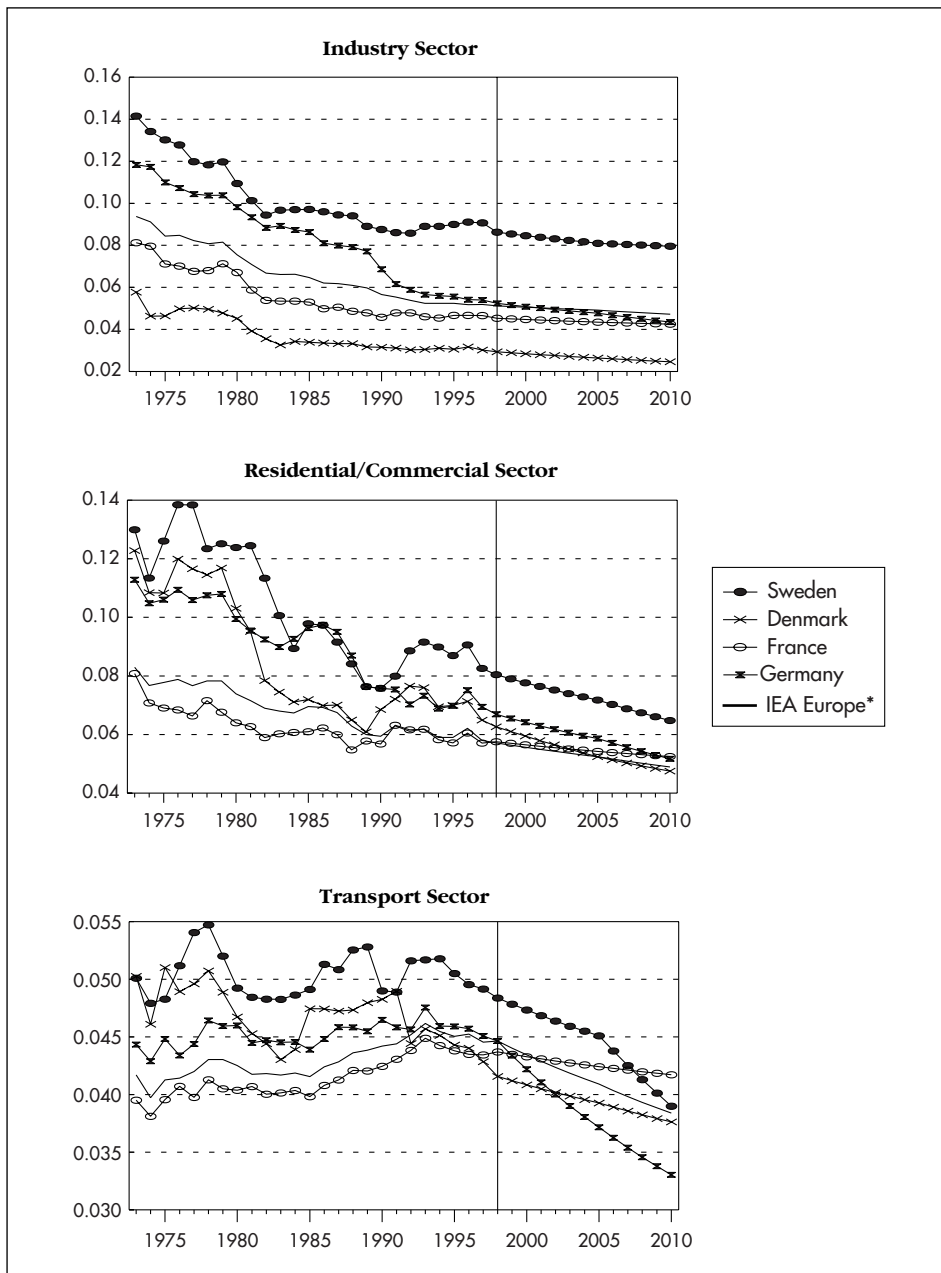 Industry Sector
0.16
0.14
0.12
0.10
0.08
0.06
0.04
0.02
1975 1980 1985 1990 1995 2000 2005 2010
Residential/Commercial Sector
0.14
0.12
0.10
0.08
0.06
0.04
1975 1980 1985 1990 1995 2000 2005 2010
Sweden
Denmark
France
Germany
IEA Europe*
Transport Sector
0.055
0.050
0.045
0.040
0.035
0.030
1975 1980 1985 1990 1995 2000 2005 2010